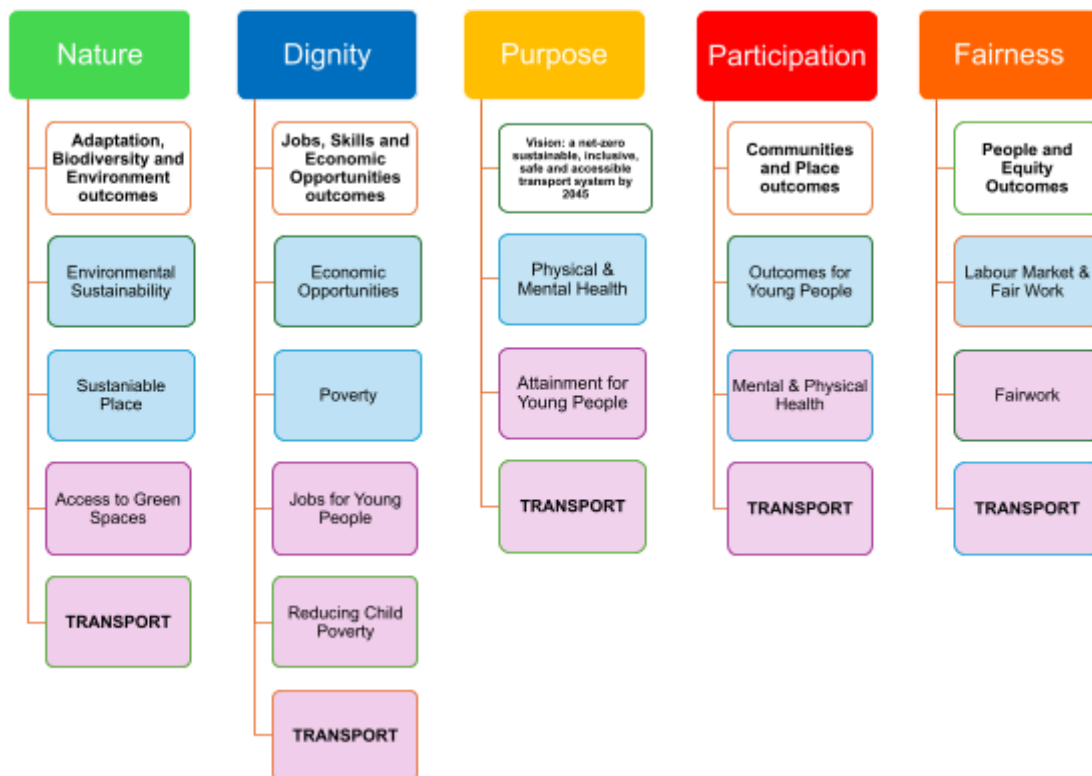 Nature
Adaptation,
Biodiversity and
Environment
outcomes
Environmental
Sustainability
Sustaniable
Place
Access to Green
Spaces
TRANSPORT
Dignity
Jobs, Skills and
Economic
Opportunities
outcomes
Economic
Opportunities
Poverty
Jobs for Young
People
Reducing Child
Poverty
TRANSPORT
Purpose
Vision: a net-zero
sustainable, inclusive,
safe and accessible
transport system by
2045
Physical &
Mental Health
Attainment for
Young People
TRANSPORT
Participation
Communities
and Place
outcomes
Outcomes for
Young People
Mental & Physical
Health
TRANSPORT
Fairness
People and
Equity
Outcomes
Labour Market &
Fair Work
Fairwork
TRANSPORT